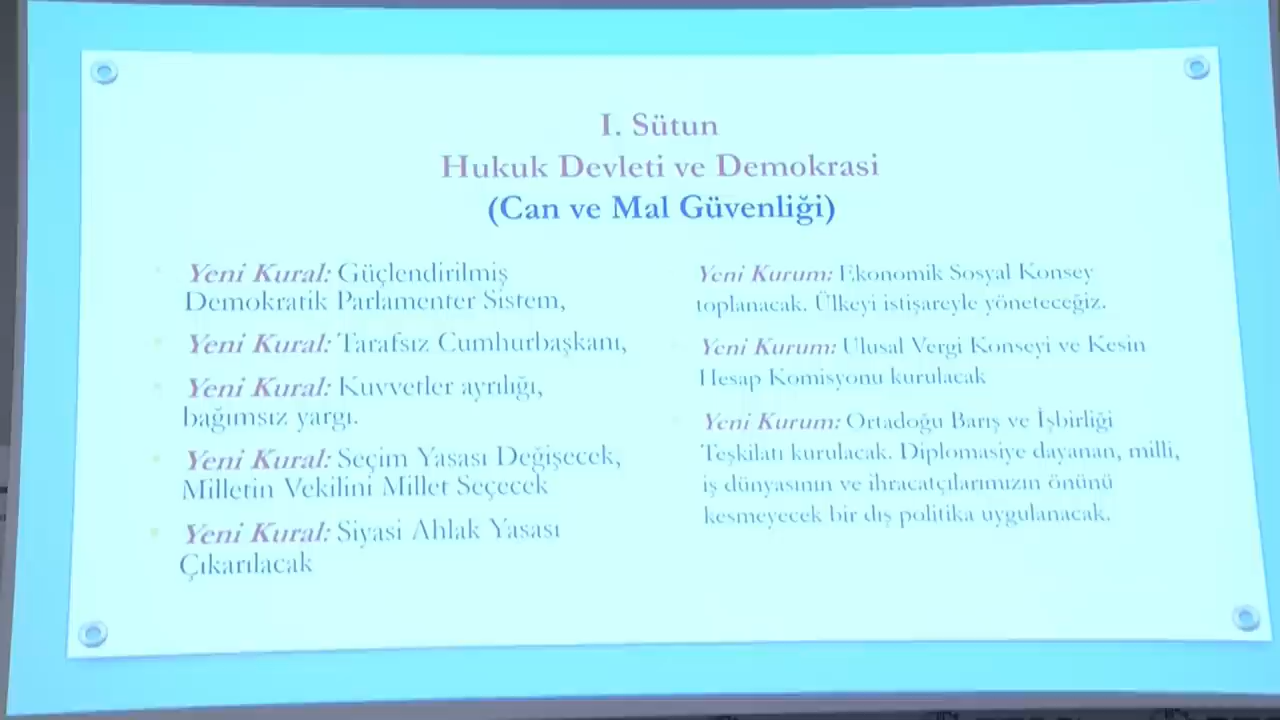 I. Sütun
Hukuk Devleti ve Demokrasi
(Can ve Mal Güvenliği)
Yeni Kural: Güçlendirilmiş
Demokratik Parlamenter Sistem,
Yeni Kural: Tarafsız Cumhurbaşkanı,
Yeni Kural: Kuvvetler ayrılığı,
bağımsız yargı.
Yeni Kural: Seçim Yasası Değişecek,
Milletin Vekilini Millet Seçecek
Yeni Kural: Siyasi Ahlak Yasası
Çıkarılacak
Yeni Kurum: Ekonomik Sosyal Konsey
toplanacak. Ülkeyi istişareyle yöneteceğiz.
Yeni Kurum: Ulusal Vergi Konseyi ve Kesin
Hesap Komisyonu kurulacak
Yeni Kurum: Ortadoğu Barış ve İşbirliği
Teşkilatı kurulacak. Diplomasiye dayanan, milli,
iş dünyasının ve ihracatçılarımızın önünü
kesmeyecek bir dış politika uygulanacak.